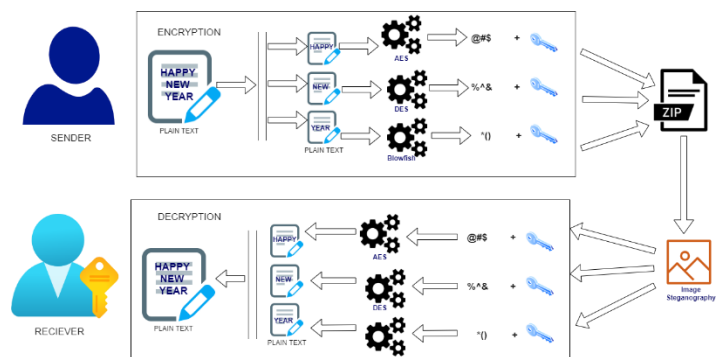 ENCRYPTION
HAPPY
NEW
YEAR
PLAIN TEXT
HAPPY
NEW
YEAR
PLAIN TEXT
AES
DES
Blowfish
@#$ +
%^& +
*() +
SENDER
ZIP
DECRYPTION
HAPPY
NEW
YEAR
PLAIN TEXT
HAPPY
NEW
YEAR
PLAIN TEXT
AES
DES
@#$ +
%^& +
*() +
RECIEVER
Image
Steganography